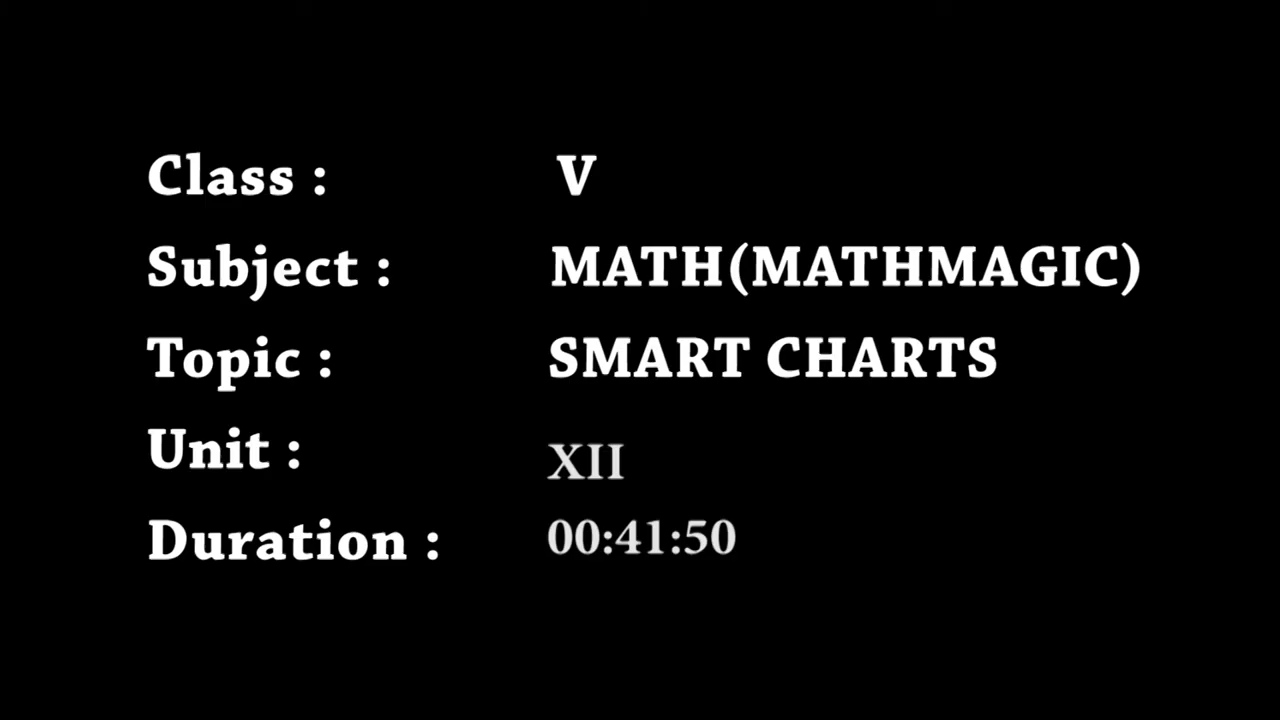 Class : V
Subject : MATH(MATHMAGIC)
Topic : SMART CHARTS
Unit : XII
Duration : 00:41:50